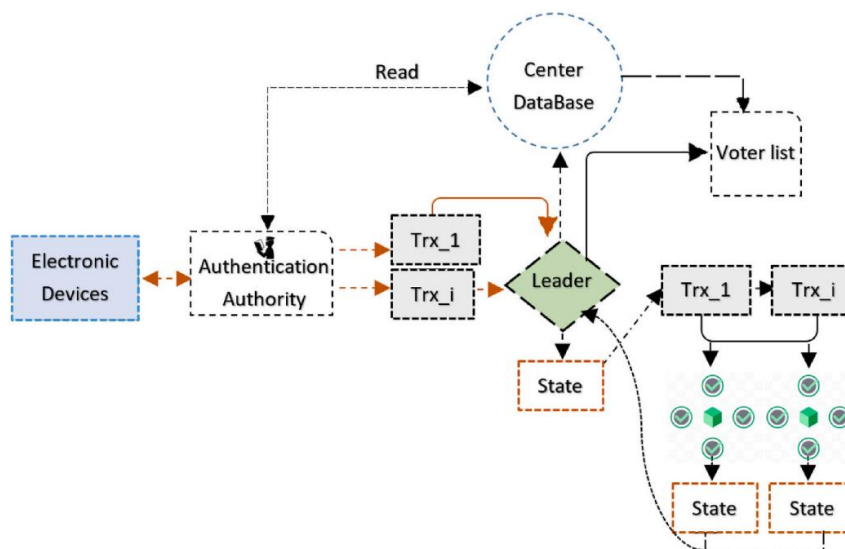 Read
Center
DataBase
Voter list
Electronic
Devices
Authentication
Authority
Trx_1
Trx_i
Leader
State
Trx_1
Trx_i
State
State